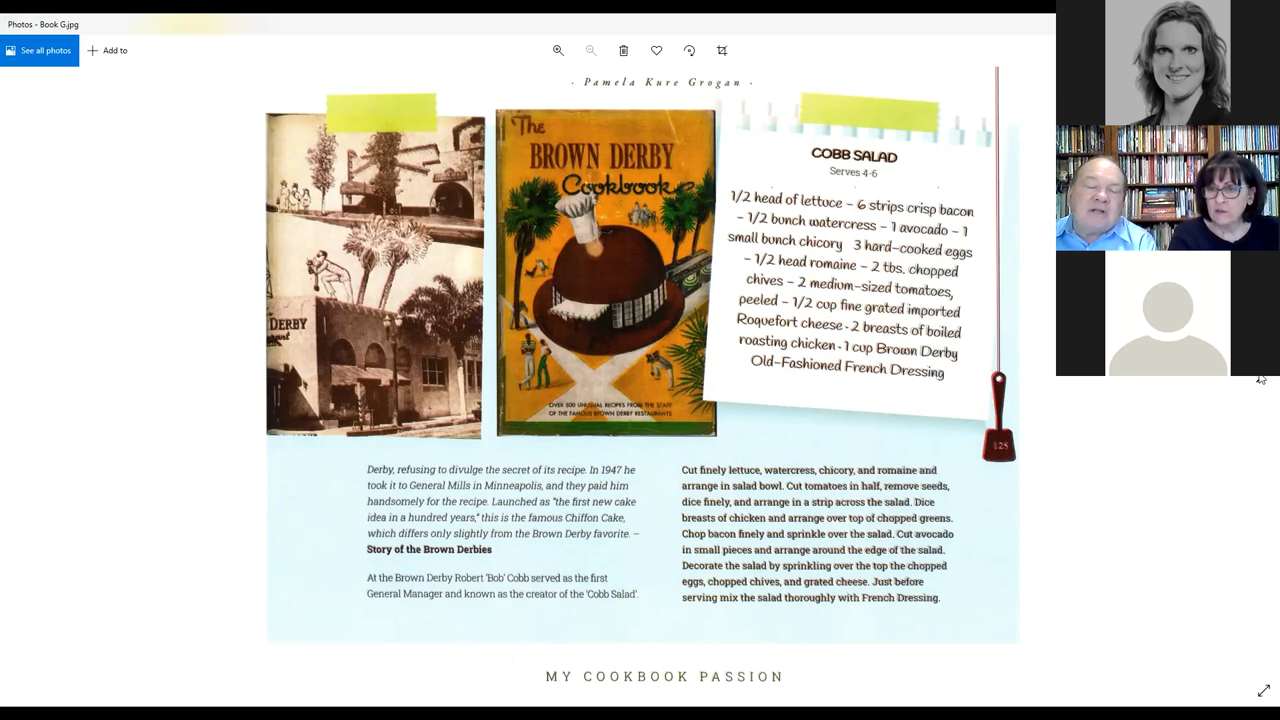 Photos - Book G.jpg
See all photos
Add to
· Pamela Kure Grogan ·
DERBY
The
BROWN DERBY
Cookbook
OVER 500 UNUSUAL RECIPES FROM THE STAFF
OF THE FAMOUS BROWN DERBY RESTAURANTS
COBB SALAD
Serves 4-6
1/2 head of lettuce – 6 strips crisp bacon
– 1/2 bunch watercress – 1 avocado – 1
small bunch chicory 3 hard-cooked eggs
– 1/2 head romaine – 2 tbs. chopped
chives – 2 medium-sized tomatoes,
peeled – 1/2 cup fine grated imported
Roquefort cheese - 2 breasts of boiled
roasting chicken - 1 cup Brown Derby
Old-Fashioned French Dressing
125
Derby, refusing to divulge the secret of its recipe. In 1947 he
took it to General Mills in Minneapolis, and they paid him
handsomely for the recipe. Launched as "the first new cake
idea in a hundred years," this is the famous Chiffon Cake,
which differs only slightly from the Brown Derby favorite. –
Story of the Brown Derbies
At the Brown Derby Robert 'Bob' Cobb served as the first
General Manager and known as the creator of the 'Cobb Salad'.
Cut finely lettuce, watercress, chicory, and romaine and
arrange in salad bowl. Cut tomatoes in half, remove seeds,
dice finely, and arrange in a strip across the salad. Dice
breasts of chicken and arrange over top of chopped greens.
Chop bacon finely and sprinkle over the salad. Cut avocado
in small pieces and arrange around the edge of the salad.
Decorate the salad by sprinkling over the top the chopped
eggs, chopped chives, and grated cheese. Just before
serving mix the salad thoroughly with French Dressing.
MY COOKBOOK PASSION